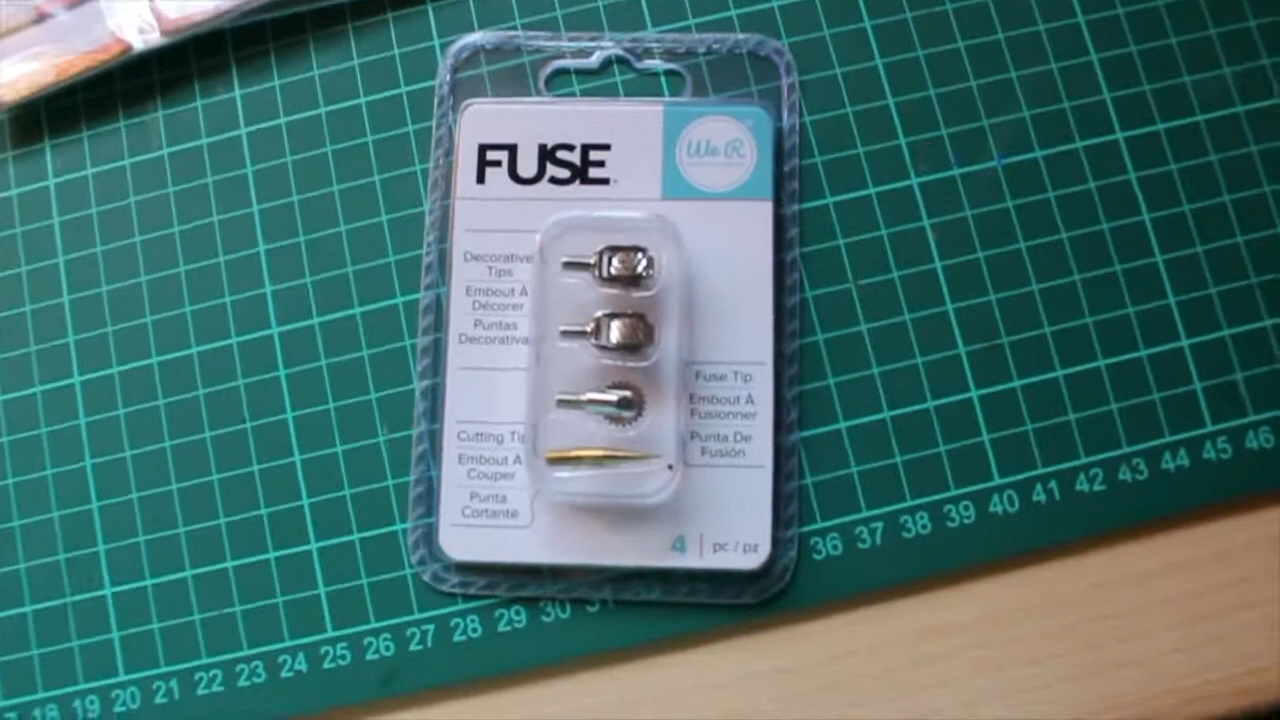 FUSE
We R
Decorative
Tips
Embout À
Décorer
Puntas
Decorativa
Fuse Tip
Embout À
Fusionner
Punta De
Fusión
Cutting Tip
Embout À
Couper
Punta
Cortante
4 | pc / pz
18 19 20 21 22 23 24 25 26 27 28 29 30 31 36 37 38 39 40 41 42 43 44 45 46